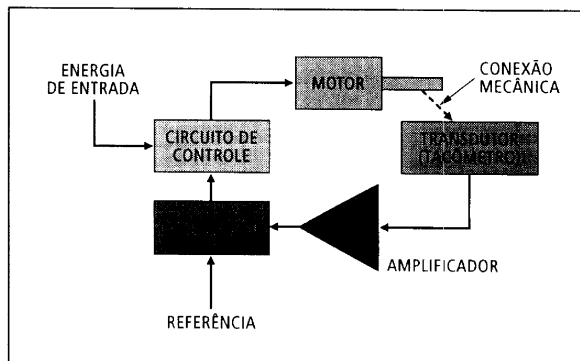 ENERGIA
DE ENTRADA
MOTOR
CONEXÃO
MECÂNICA
CIRCUITO DE
CONTROLE
TRANSDUTOR
(TACÔMETRO)
AMPLIFICADOR
REFERÊNCIA